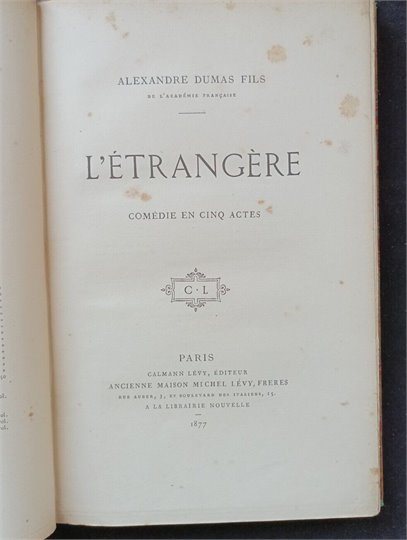 ALEXANDRE DUMAS FILS
DE L'ACADÉMIE FRANÇAISE
L'ÉTRANGÈRE
COMÉDIE EN CINQ ACTES
C · L
PARIS
CALMANN LÉVY, ÉDITEUR
ANCIENNE MAISON MICHEL LÉVY, FRERES
RUE AUBER, 3, ET BOULEVARD DES ITALIENS, 15.
A LA LIBRAIRIE NOUVELLE
1877